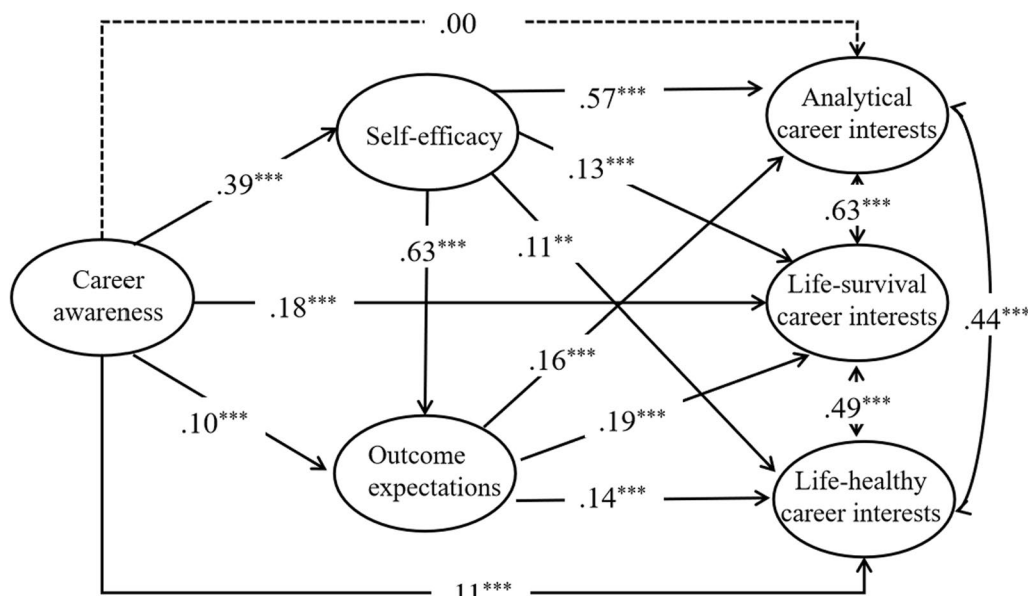 .00
Analytical
career interests
.57***
Self-efficacy
.13***
.39***
.63***
.63***
.11**
Career
awareness
.18***
Life-survival
career interests
.44***
.16***
.10***
.19***
.49***
Outcome
expectations
.14***
Life-healthy
career interests
.11***